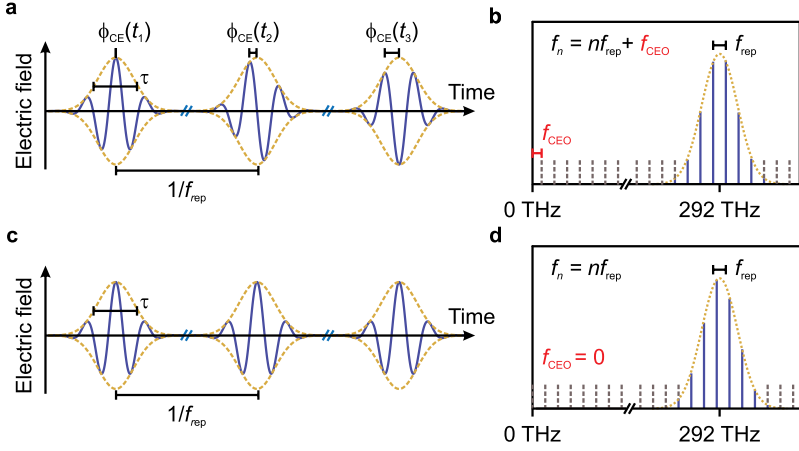 a
ϕCE(t1)
ϕCE(t2)
ϕCE(t3)
τ
Time
Electric field
1/frep
b
fn = nfrep + fCEO
frep
fCEO
0 THz
292 THz
c
τ
Time
Electric field
1/frep
d
fn = nfrep
frep
fCEO = 0
0 THz
292 THz